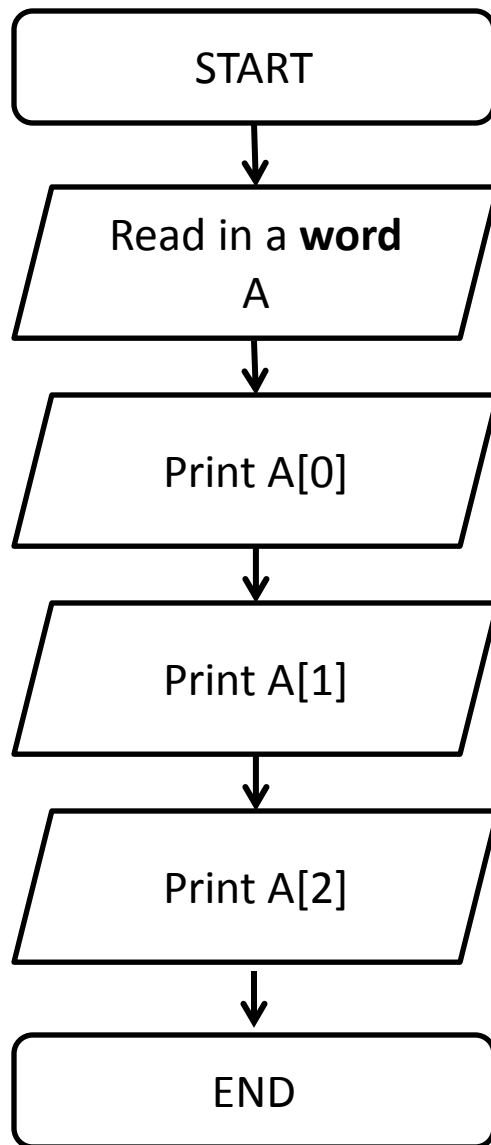 START
Read in a word
A
Print A[0]
Print A[1]
Print A[2]
END